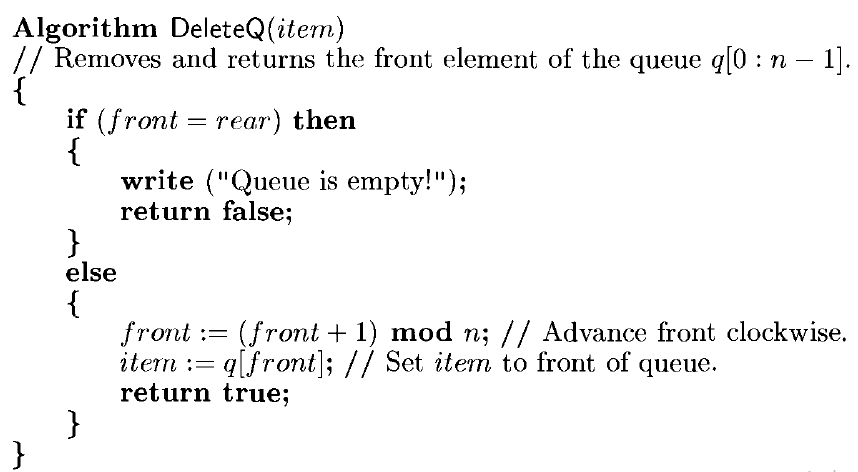 Algorithm DeleteQ(item)
// Removes and returns the front element of the queue q[0 : n − 1].
{
if (front = rear) then
{
write ("Queue is empty!");
return false;
}
else
{
front := (front + 1) mod n; // Advance front clockwise.
item := q[front]; // Set item to front of queue.
return true;
}
}